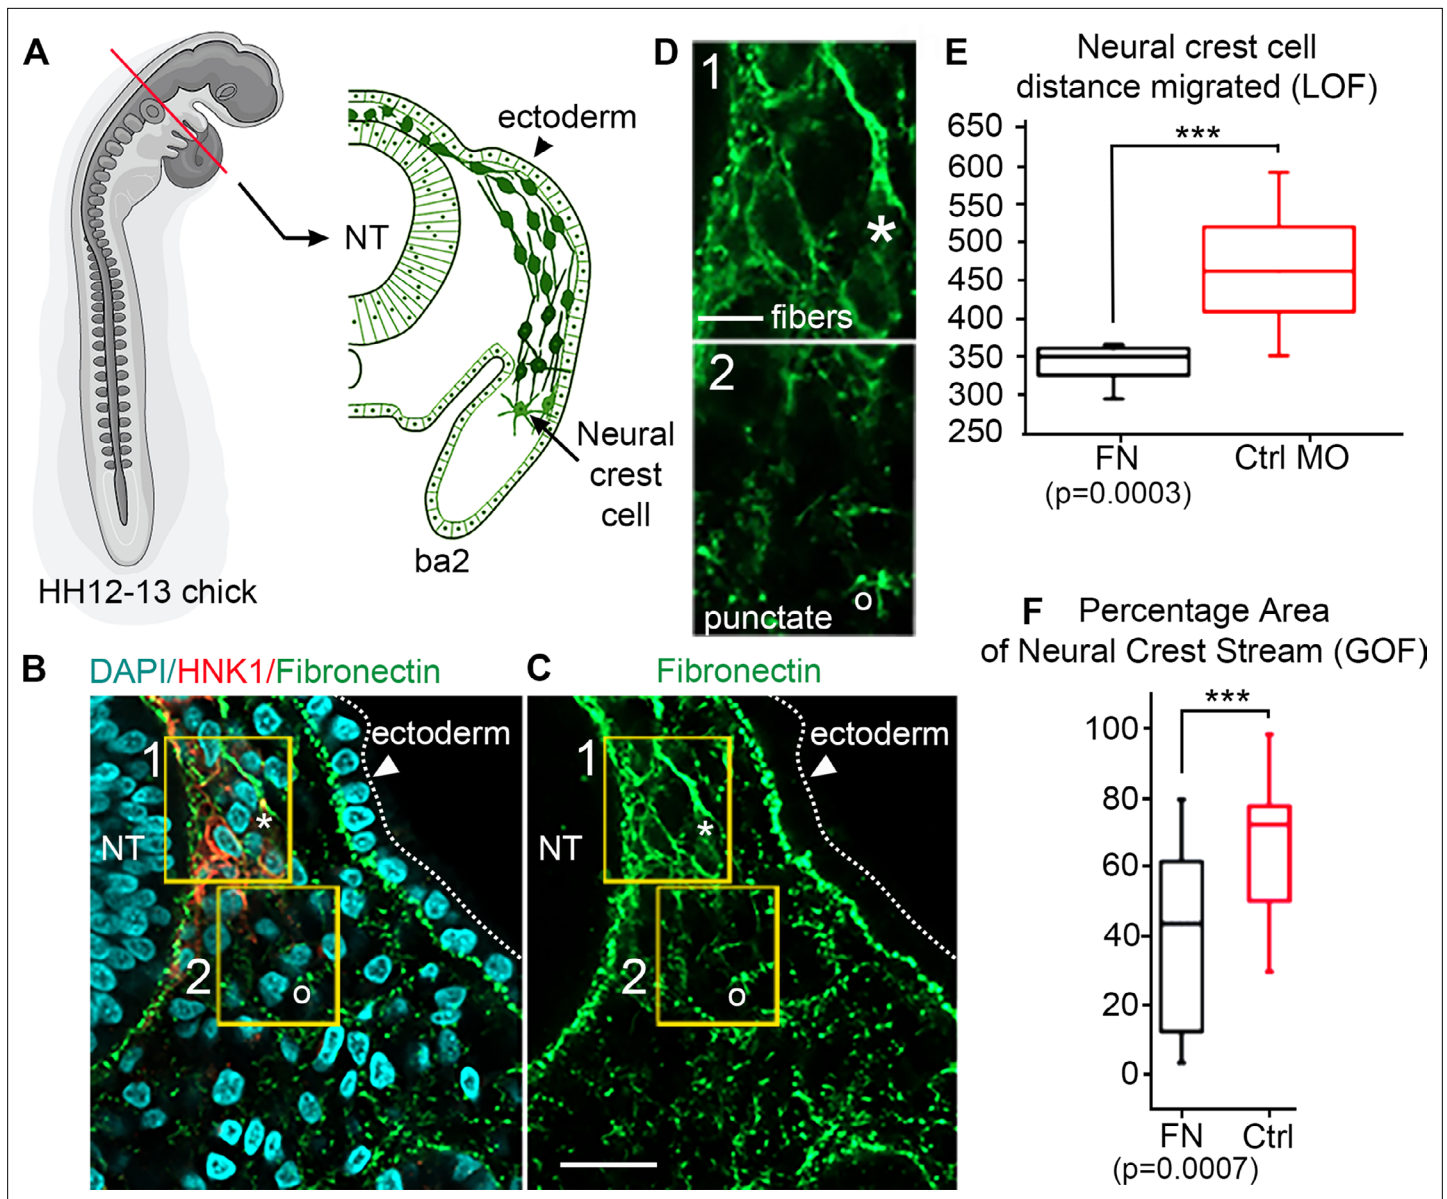 A
ectoderm
NT
Neural
crest
cell
ba2
HH12-13 chick
D
1
*
fibers
2
o
punctate
E
Neural crest cell
distance migrated (LOF)
***
650
600
550
500
450
400
350
300
250
FN
Ctrl MO
(p=0.0003)
F
Percentage Area
of Neural Crest Stream (GOF)
***
100
80
60
40
20
0
FN
Ctrl
(p=0.0007)
B
DAPI/HNK1/Fibronectin
1
ectoderm
*
NT
2
o
C
Fibronectin
1
ectoderm
*
NT
2
o